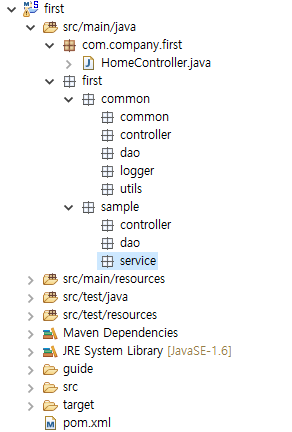 first
src/main/java
com.company.first
HomeController.java
first
common
common
controller
dao
logger
utils
sample
controller
dao
service
src/main/resources
src/test/java
src/test/resources
Maven Dependencies
JRE System Library [JavaSE-1.6]
guide
src
target
pom.xml